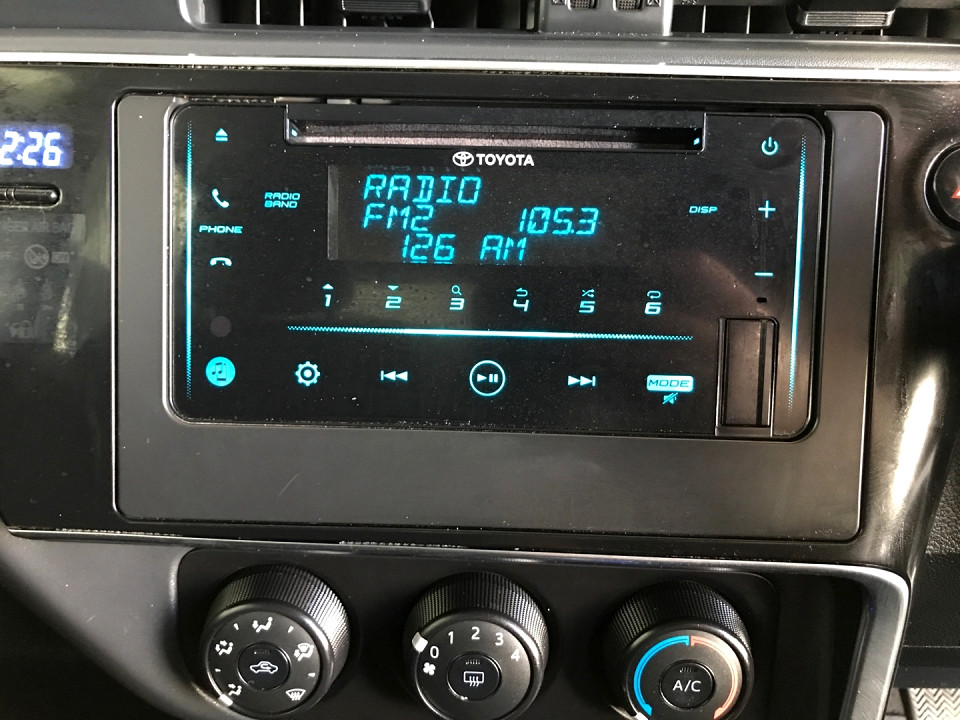 2:26
TOYOTA
RADIO
FM2 105.3
126 AM
RADIO
BAND
DISP
PHONE
1 2 3 4 5 6
MODE
0 1 2 3 4
A/C